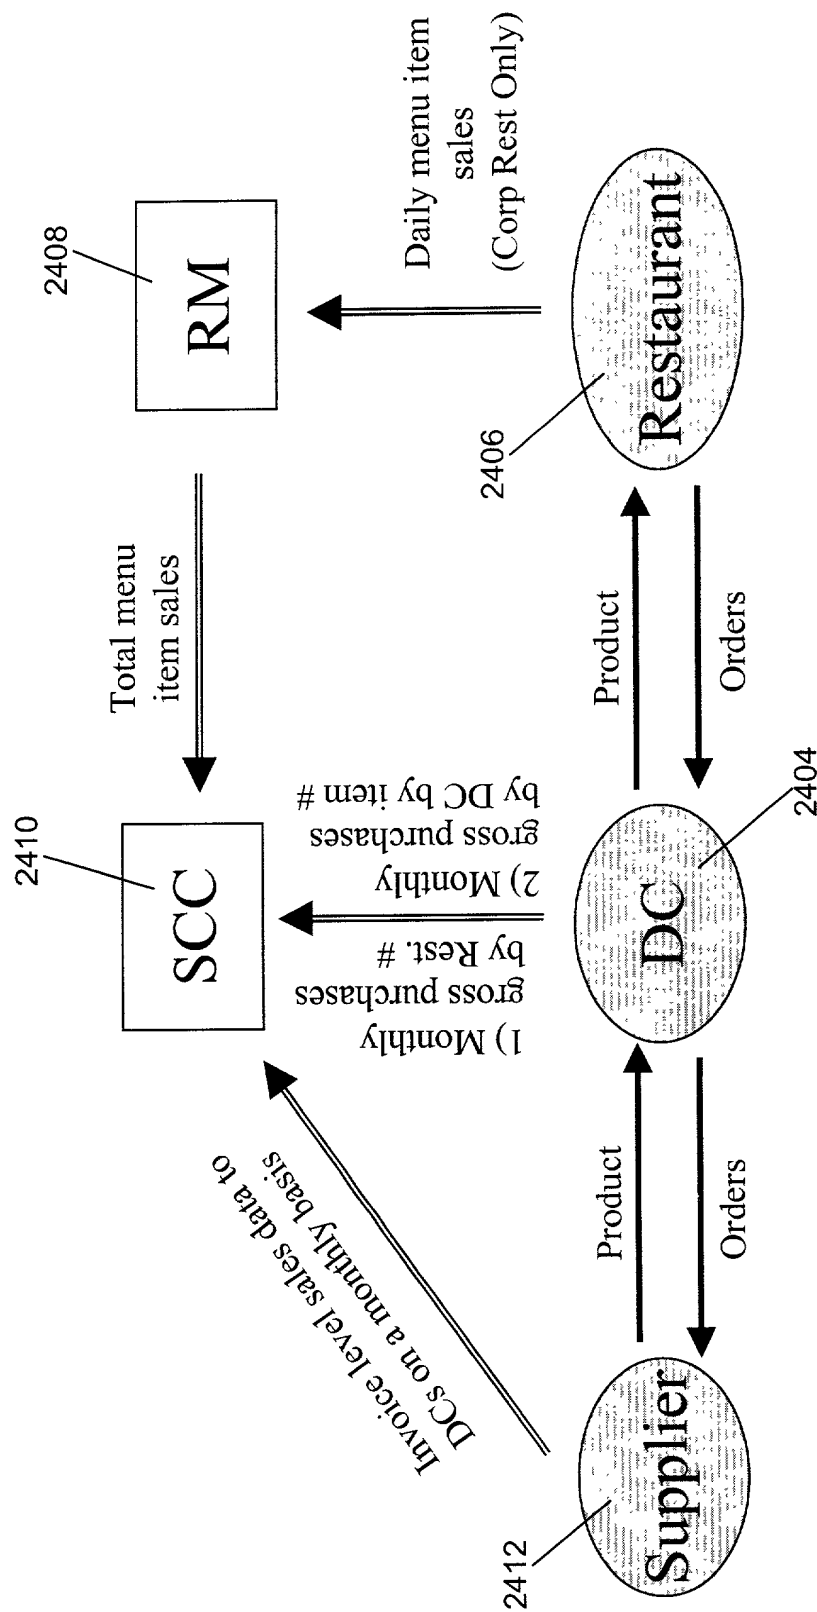 2410
SCC
Total menu
item sales
2408
RM
Invoice level sales data to
DCs on a monthly basis
1) Monthly
gross purchases
by Rest. #
2) Monthly
gross purchases
by DC by item #
Daily menu item
sales
(Corp Rest Only)
2412
Supplier
Product
Orders
DC
2404
Product
Orders
2406
Restaurant